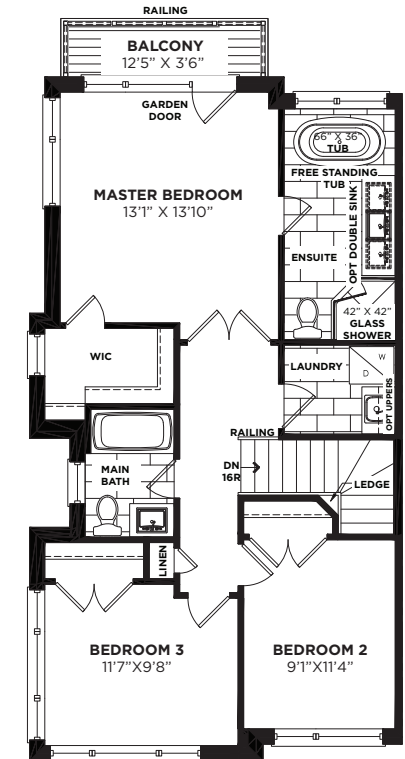 RAILING
BALCONY
12'5" X 3'6"
GARDEN
DOOR
66" X 36"
TUB
FREE STANDING
TUB
MASTER BEDROOM
13'1" X 13'10"
OPT DOUBLE SINK
ENSUITE
42" X 42"
GLASS
SHOWER
WIC
LAUNDRY
W
D
OPT UPPERS
RAILING
MAIN
BATH
DN
16R
LEDGE
LINEN
BEDROOM 3
11'7"X9'8"
BEDROOM 2
9'1"X11'4"